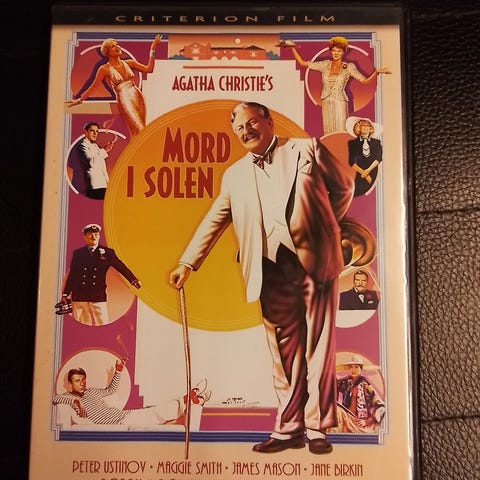 CRITERION FILM
AGATHA CHRISTIE'S
MORD
I SOLEN
PETER USTINOV • MAGGIE SMITH • JAMES MASON • JANE BIRKIN